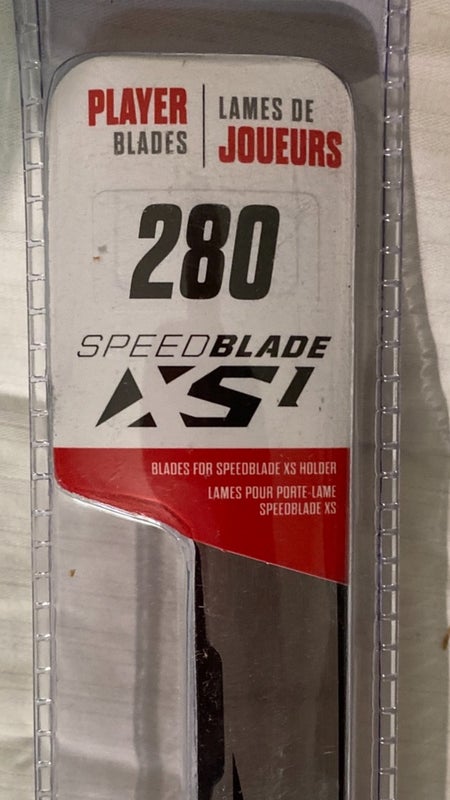 PLAYER
BLADES
LAMES DE
JOUEURS
280
SPEEDBLADE
XS1
BLADES FOR SPEEDBLADE XS HOLDER
LAMES POUR PORTE-LAME
SPEEDBLADE XS